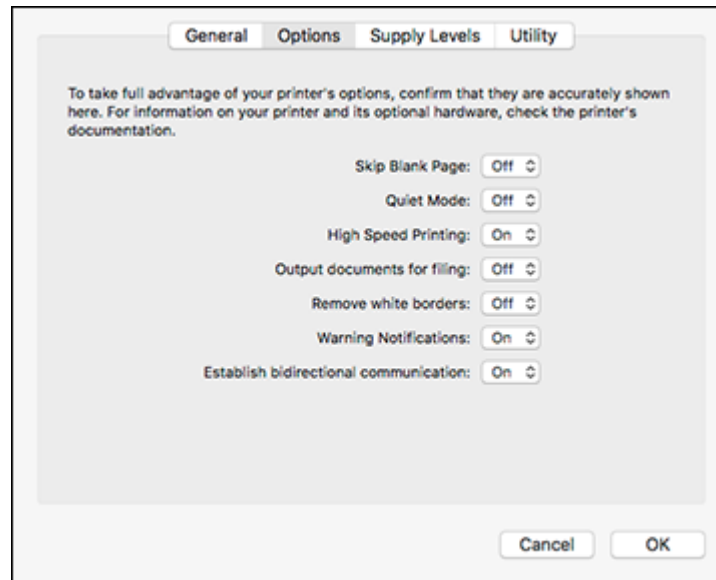 General Options Supply Levels Utility
To take full advantage of your printer's options, confirm that they are accurately shown
here. For information on your printer and its optional hardware, check the printer's
documentation.
Skip Blank Page: Off
Quiet Mode: Off
High Speed Printing: On
Output documents for filing: Off
Remove white borders: Off
Warning Notifications: On
Establish bidirectional communication: On
Cancel OK